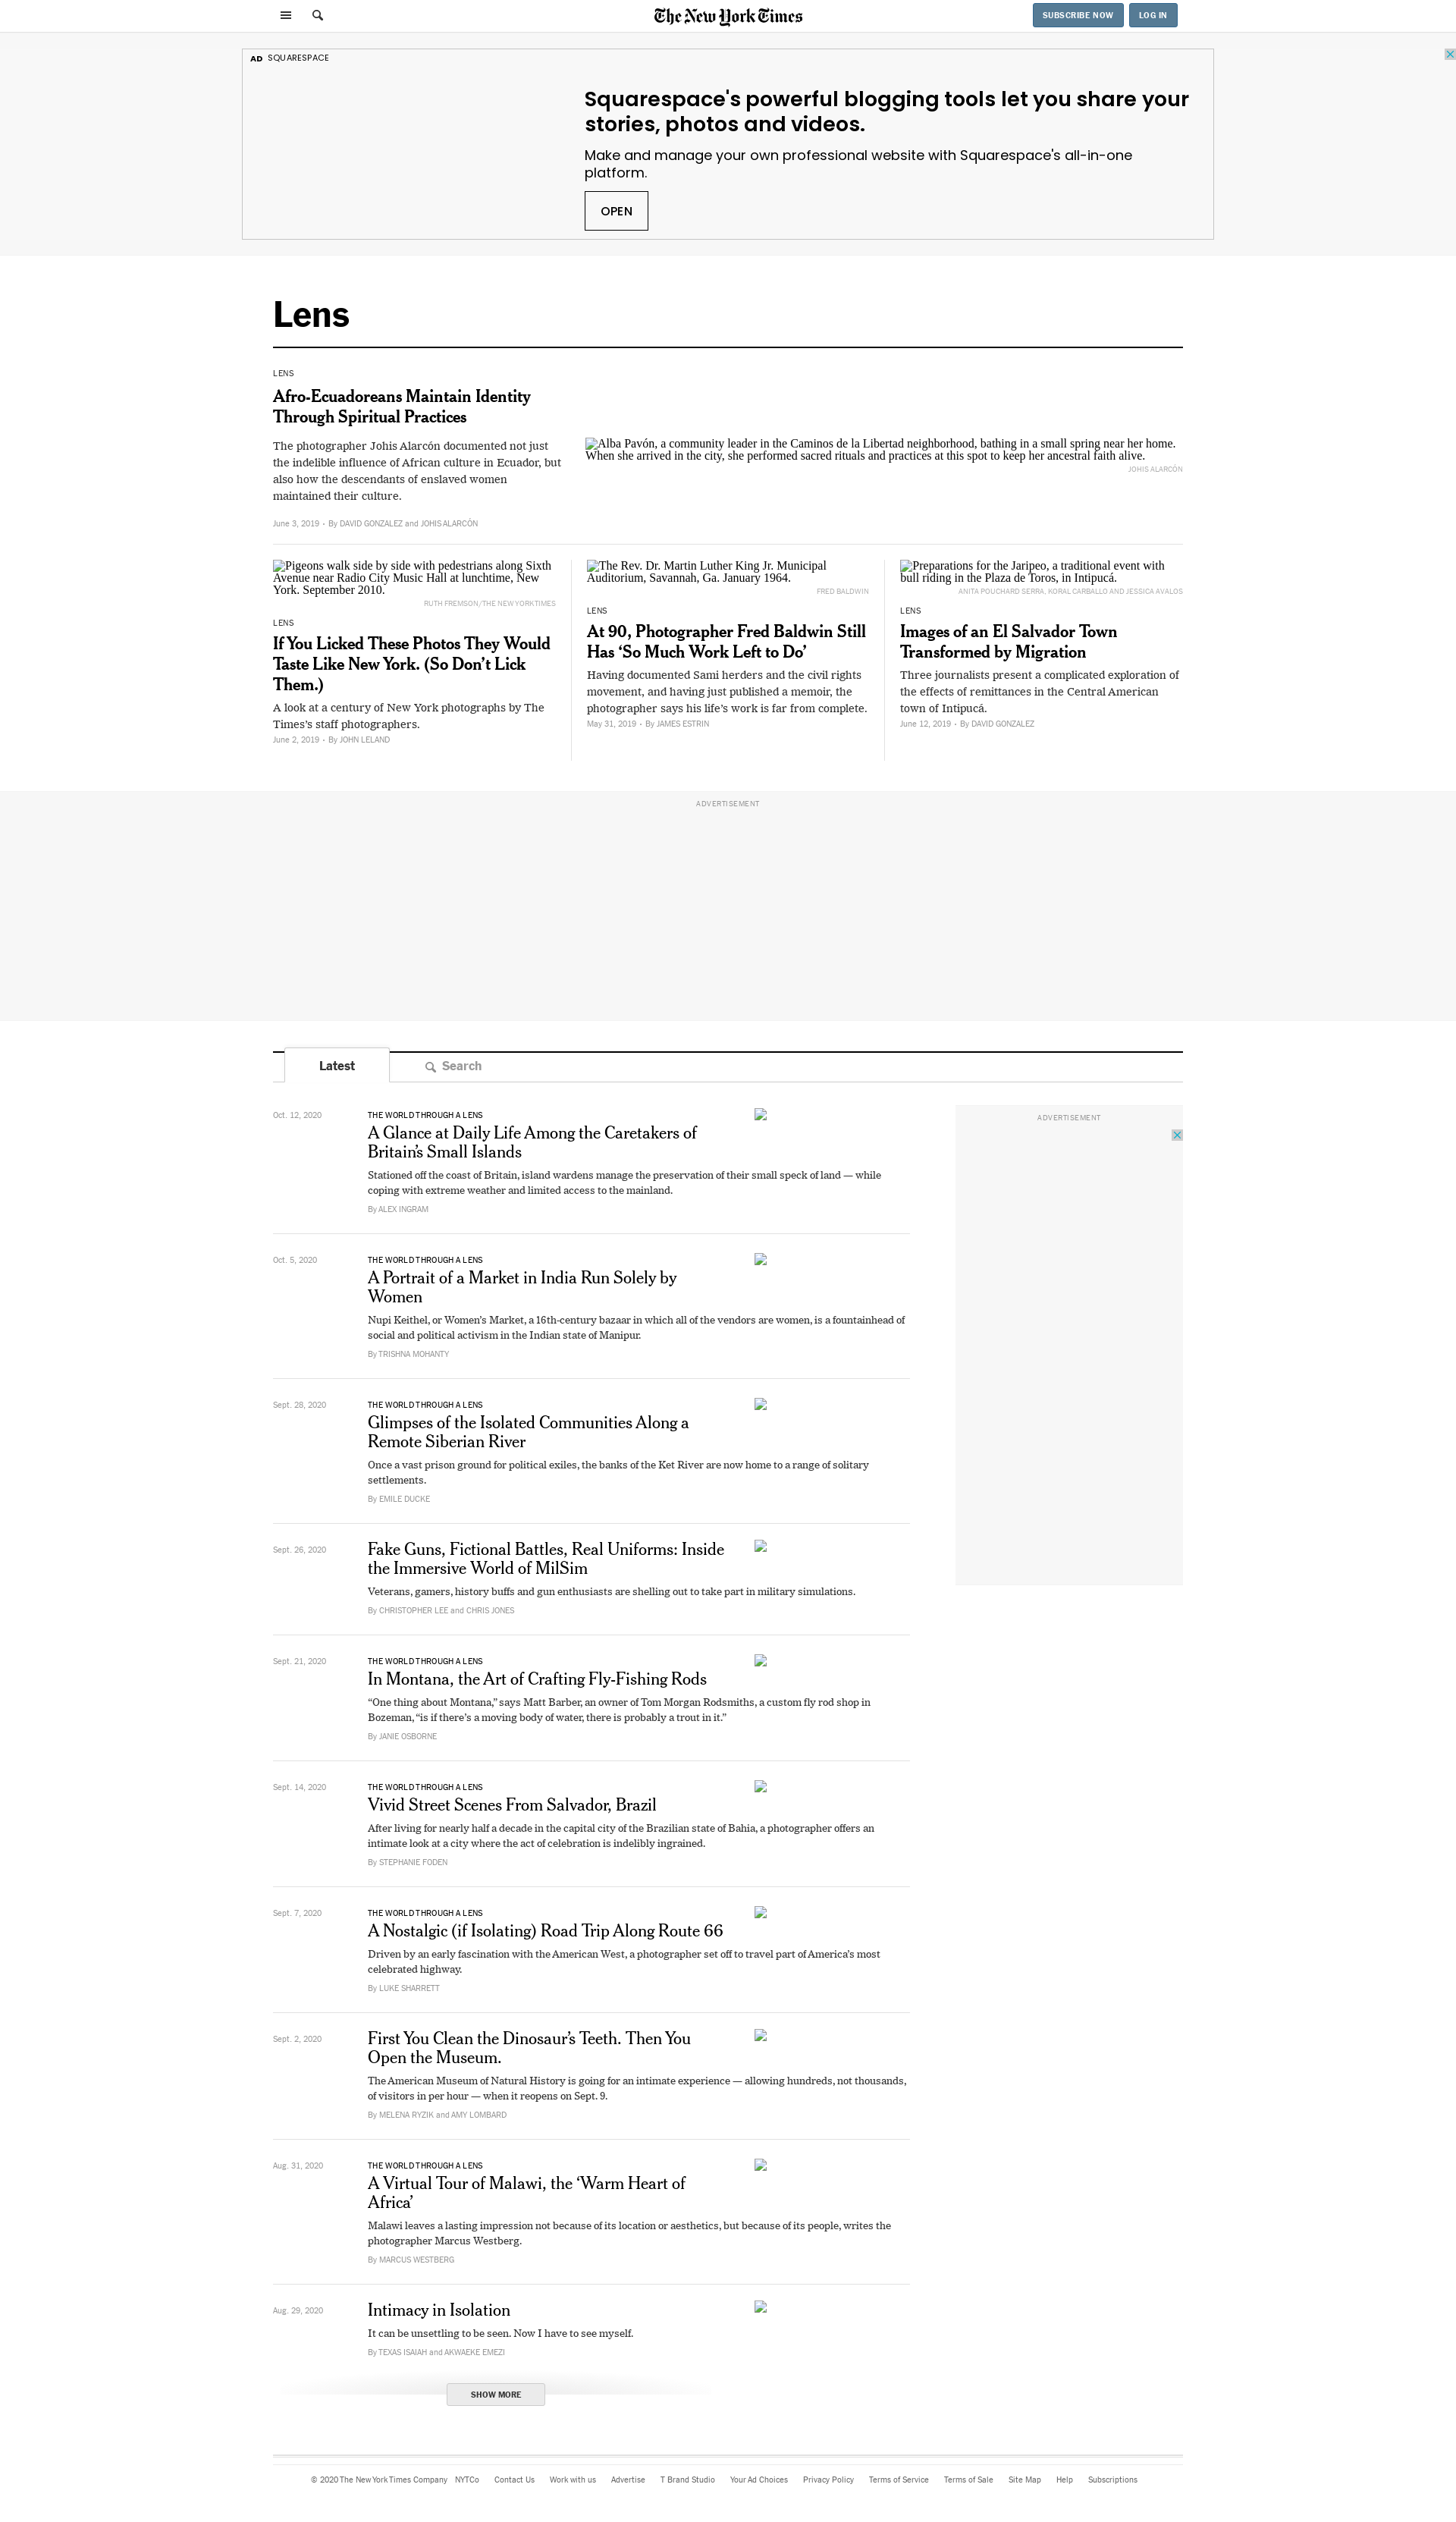 The New York Times
SUBSCRIBE NOW
LOG IN
AD SQUARESPACE
Squarespace's powerful blogging tools let you share your
stories, photos and videos.
Make and manage your own professional website with Squarespace's all-in-one
platform.
OPEN
Lens
LENS
Afro-Ecuadoreans Maintain Identity
Through Spiritual Practices
The photographer Johis Alarcón documented not just
the indelible influence of African culture in Ecuador, but
also how the descendants of enslaved women
maintained their culture.
June 3, 2019 • By DAVID GONZALEZ and JOHIS ALARCÓN
Alba Pavón, a community leader in the Caminos de la Libertad neighborhood, bathing in a small spring near her home.
When she arrived in the city, she performed sacred rituals and practices at this spot to keep her ancestral faith alive.
JOHIS ALARCÓN
Pigeons walk side by side with pedestrians along Sixth
Avenue near Radio City Music Hall at lunchtime, New
York. September 2010.
RUTH FREMSON/THE NEW YORK TIMES
LENS
If You Licked These Photos They Would
Taste Like New York. (So Don’t Lick
Them.)
A look at a century of New York photographs by The
Times’s staff photographers.
June 2, 2019 • By JOHN LELAND
The Rev. Dr. Martin Luther King Jr. Municipal
Auditorium, Savannah, Ga. January 1964.
FRED BALDWIN
LENS
At 90, Photographer Fred Baldwin Still
Has ‘So Much Work Left to Do’
Having documented Sami herders and the civil rights
movement, and having just published a memoir, the
photographer says his life’s work is far from complete.
May 31, 2019 • By JAMES ESTRIN
Preparations for the Jaripeo, a traditional event with
bull riding in the Plaza de Toros, in Intipucá.
ANITA POUCHARD SERRA, KORAL CARBALLO AND JESSICA AVALOS
LENS
Images of an El Salvador Town
Transformed by Migration
Three journalists present a complicated exploration of
the effects of remittances in the Central American
town of Intipucá.
June 12, 2019 • By DAVID GONZALEZ
ADVERTISEMENT
Latest
Search
Oct. 12, 2020
THE WORLD THROUGH A LENS
A Glance at Daily Life Among the Caretakers of
Britain’s Small Islands
Stationed off the coast of Britain, island wardens manage the preservation of their small speck of land — while
coping with extreme weather and limited access to the mainland.
By ALEX INGRAM
ADVERTISEMENT
Oct. 5, 2020
THE WORLD THROUGH A LENS
A Portrait of a Market in India Run Solely by
Women
Nupi Keithel, or Women’s Market, a 16th-century bazaar in which all of the vendors are women, is a fountainhead of
social and political activism in the Indian state of Manipur.
By TRISHNA MOHANTY
Sept. 28, 2020
THE WORLD THROUGH A LENS
Glimpses of the Isolated Communities Along a
Remote Siberian River
Once a vast prison ground for political exiles, the banks of the Ket River are now home to a range of solitary
settlements.
By EMILE DUCKE
Sept. 26, 2020
Fake Guns, Fictional Battles, Real Uniforms: Inside
the Immersive World of MilSim
Veterans, gamers, history buffs and gun enthusiasts are shelling out to take part in military simulations.
By CHRISTOPHER LEE and CHRIS JONES
Sept. 21, 2020
THE WORLD THROUGH A LENS
In Montana, the Art of Crafting Fly-Fishing Rods
“One thing about Montana,” says Matt Barber, an owner of Tom Morgan Rodsmiths, a custom fly rod shop in
Bozeman, “is if there’s a moving body of water, there is probably a trout in it.”
By JANIE OSBORNE
Sept. 14, 2020
THE WORLD THROUGH A LENS
Vivid Street Scenes From Salvador, Brazil
After living for nearly half a decade in the capital city of the Brazilian state of Bahia, a photographer offers an
intimate look at a city where the act of celebration is indelibly ingrained.
By STEPHANIE FODEN
Sept. 7, 2020
THE WORLD THROUGH A LENS
A Nostalgic (if Isolating) Road Trip Along Route 66
Driven by an early fascination with the American West, a photographer set off to travel part of America’s most
celebrated highway.
By LUKE SHARRETT
Sept. 2, 2020
First You Clean the Dinosaur’s Teeth. Then You
Open the Museum.
The American Museum of Natural History is going for an intimate experience — allowing hundreds, not thousands,
of visitors in per hour — when it reopens on Sept. 9.
By MELENA RYZIK and AMY LOMBARD
Aug. 31, 2020
THE WORLD THROUGH A LENS
A Virtual Tour of Malawi, the ‘Warm Heart of
Africa’
Malawi leaves a lasting impression not because of its location or aesthetics, but because of its people, writes the
photographer Marcus Westberg.
By MARCUS WESTBERG
Aug. 29, 2020
Intimacy in Isolation
It can be unsettling to be seen. Now I have to see myself.
By TEXAS ISAIAH and AKWAEKE EMEZI
SHOW MORE
© 2020 The New York Times Company NYTCo Contact Us Work with us Advertise T Brand Studio Your Ad Choices Privacy Policy Terms of Service Terms of Sale Site Map Help Subscriptions